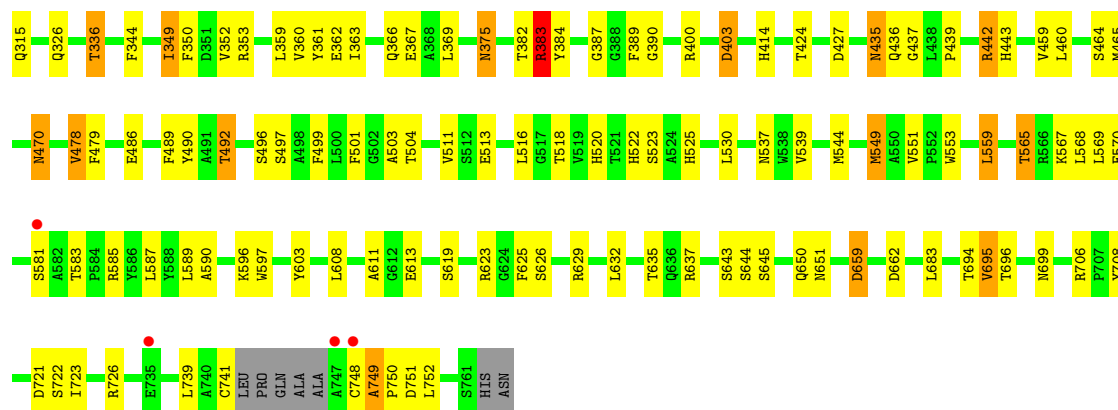 Q315 Q326 T336 F344 I349 F350 D351 V352 R353 L359 V360 Y361 E362 I363 Q366 E367 A368 L369 N375 T382 R383 Y384 G387 G388 F389 G390 R400 D403 H414 T424 D427 N435 Q436 G437 L438 P439 R442 H443 V459 L460 S464 M465
N470 V478 F479 E486 F489 Y490 A491 T492 S496 S497 A498 F499 L500 F501 G502 A503 T504 V511 S512 E513 L516 G517 T518 V519 H520 T521 H522 S523 A524 H525 L530 N537 W538 V539 M544 M549 A550 V551 P552 W553 L559 T565 R566 K567 L568 L569
S581 A582 T583 P584 R585 Y586 L587 Y588 L589 A590 K596 W597 Y603 L608 A611 G612 E613 S619 R623 G624 F625 S626 R629 L632 T635 Q636 R637 S643 S644 S645 Q650 N651 D659 D662 L683 T694 V695 T696 N699 R706 P707
D721 S722 I723 R726 E735 L739 A740 C741 LEU PRO GLN ALA ALA A747 C748 A749 P750 D751 L752 S761 HIS ASN